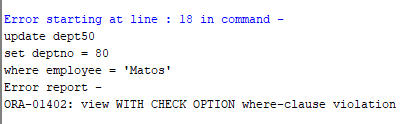 Error starting at line : 18 in command -
update dept50
set deptno = 80
where employee = 'Matos'
Error report -
ORA-01402: view WITH CHECK OPTION where-clause violation